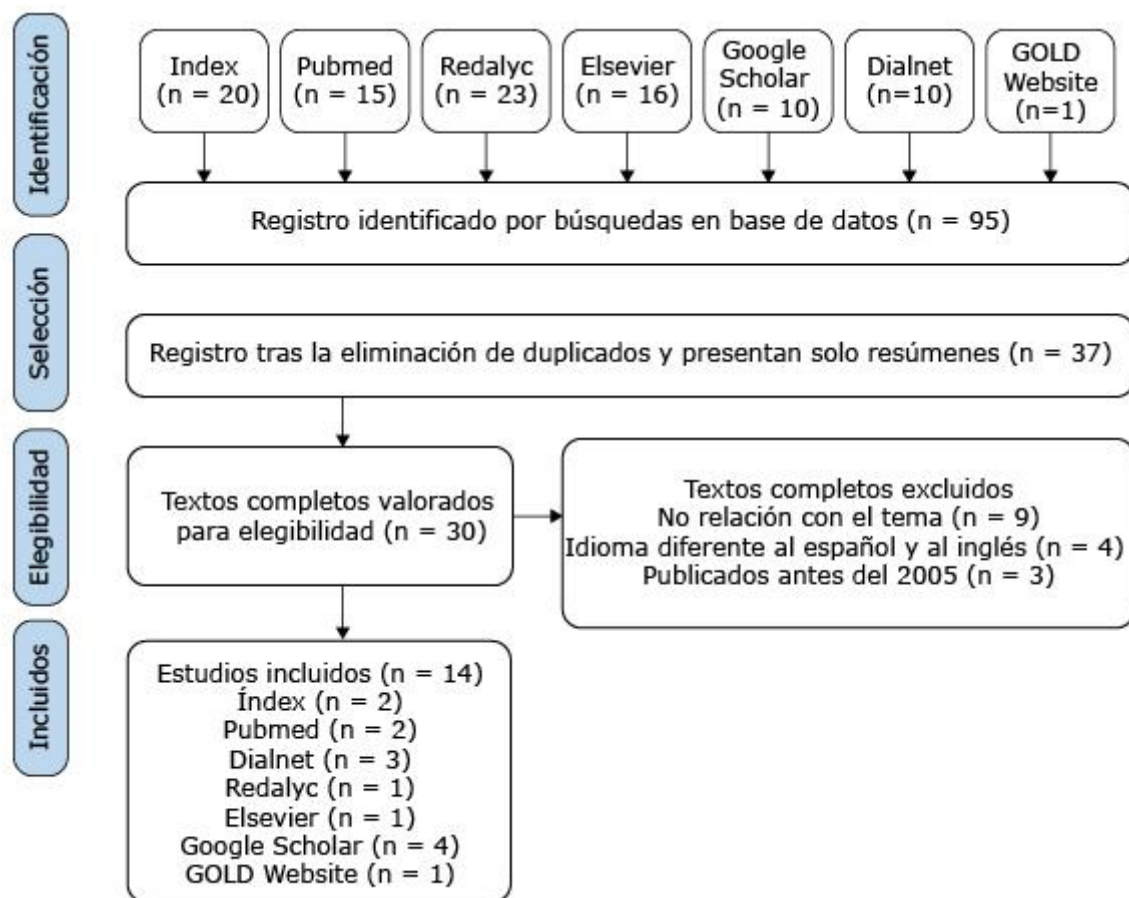 Identificación
Index
(n = 20)
Pubmed
(n = 15)
Redalyc
(n = 23)
Elsevier
(n = 16)
Google
Scholar
(n = 10)
Dialnet
(n=10)
GOLD
Website
(n=1)
Registro identificado por búsquedas en base de datos (n = 95)
Selección
Registro tras la eliminación de duplicados y presentan solo resúmenes (n = 37)
Elegibilidad
Textos completos valorados
para elegibilidad (n = 30)
Textos completos excluidos
No relación con el tema (n = 9)
Idioma diferente al español y al inglés (n = 4)
Publicados antes del 2005 (n = 3)
Incluidos
Estudios incluidos (n = 14)
Índex (n = 2)
Pubmed (n = 2)
Dialnet (n = 3)
Redalyc (n = 1)
Elsevier (n = 1)
Google Scholar (n = 4)
GOLD Website (n = 1)